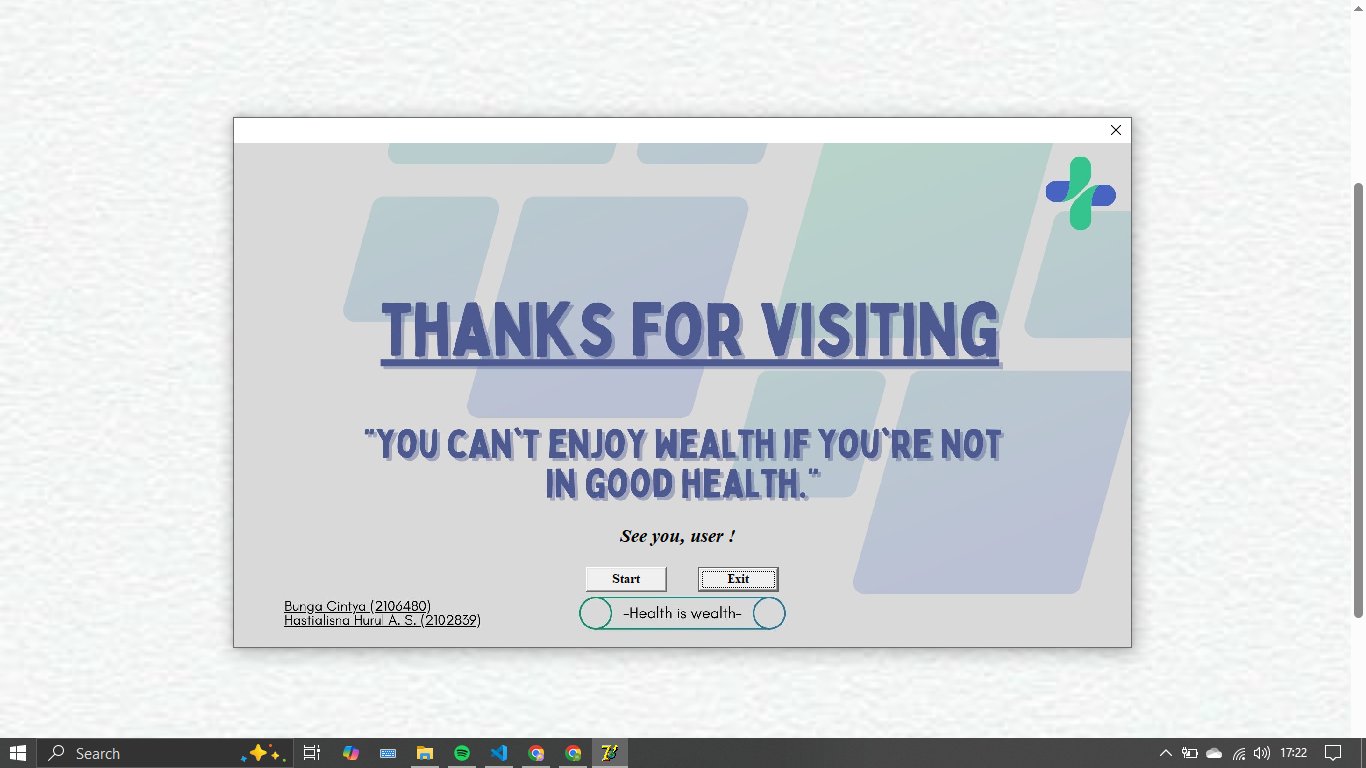 THANKS FOR VISITING
"YOU CAN`T ENJOY WEALTH IF YOU`RE NOT
IN GOOD HEALTH."
See you, user !
Start
Exit
-Health is wealth-
Bunga Cintya (2106480)
Hastialisna Hurul A. S. (2102839)
Search
17:22